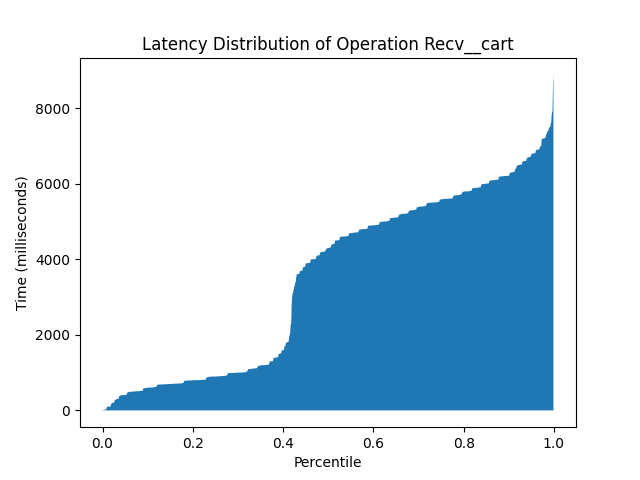 Latency Distribution of Operation Recv__cart
8000
6000
4000
2000
0
Time (milliseconds)
0.0 0.2 0.4 0.6 0.8 1.0
Percentile